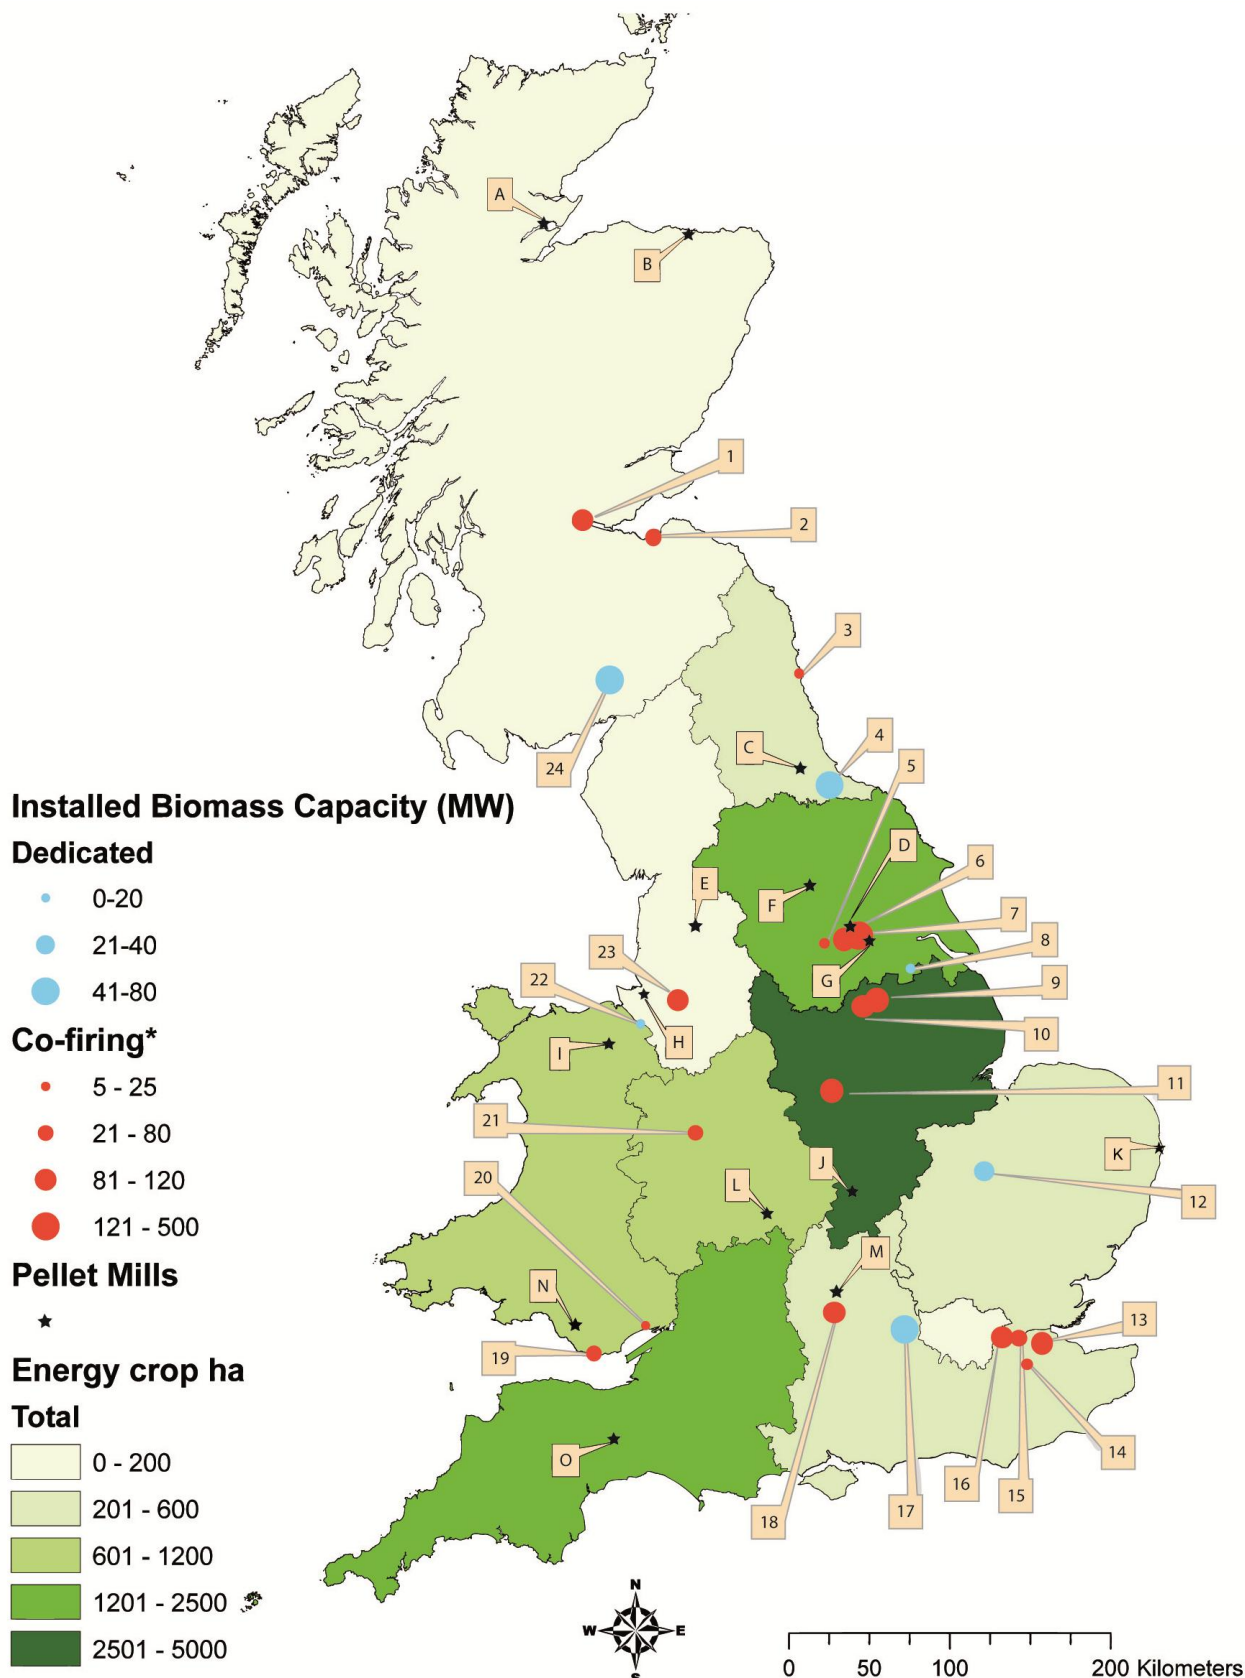 A
B
1
2
3
4
5
C
24
Installed Biomass Capacity (MW)
Dedicated
0-20
21-40
41-80
Co-firing*
5 - 25
21 - 80
81 - 120
121 - 500
Pellet Mills
Energy crop ha
Total
0 - 200
201 - 600
601 - 1200
1201 - 2500
2501 - 5000
D
6
E
F
7
8
23
G
9
22
H
I
10
11
21
K
J
20
L
12
M
N
13
19
14
O
16
15
17
18
N
W
E
S
0 50 100 200 Kilometers